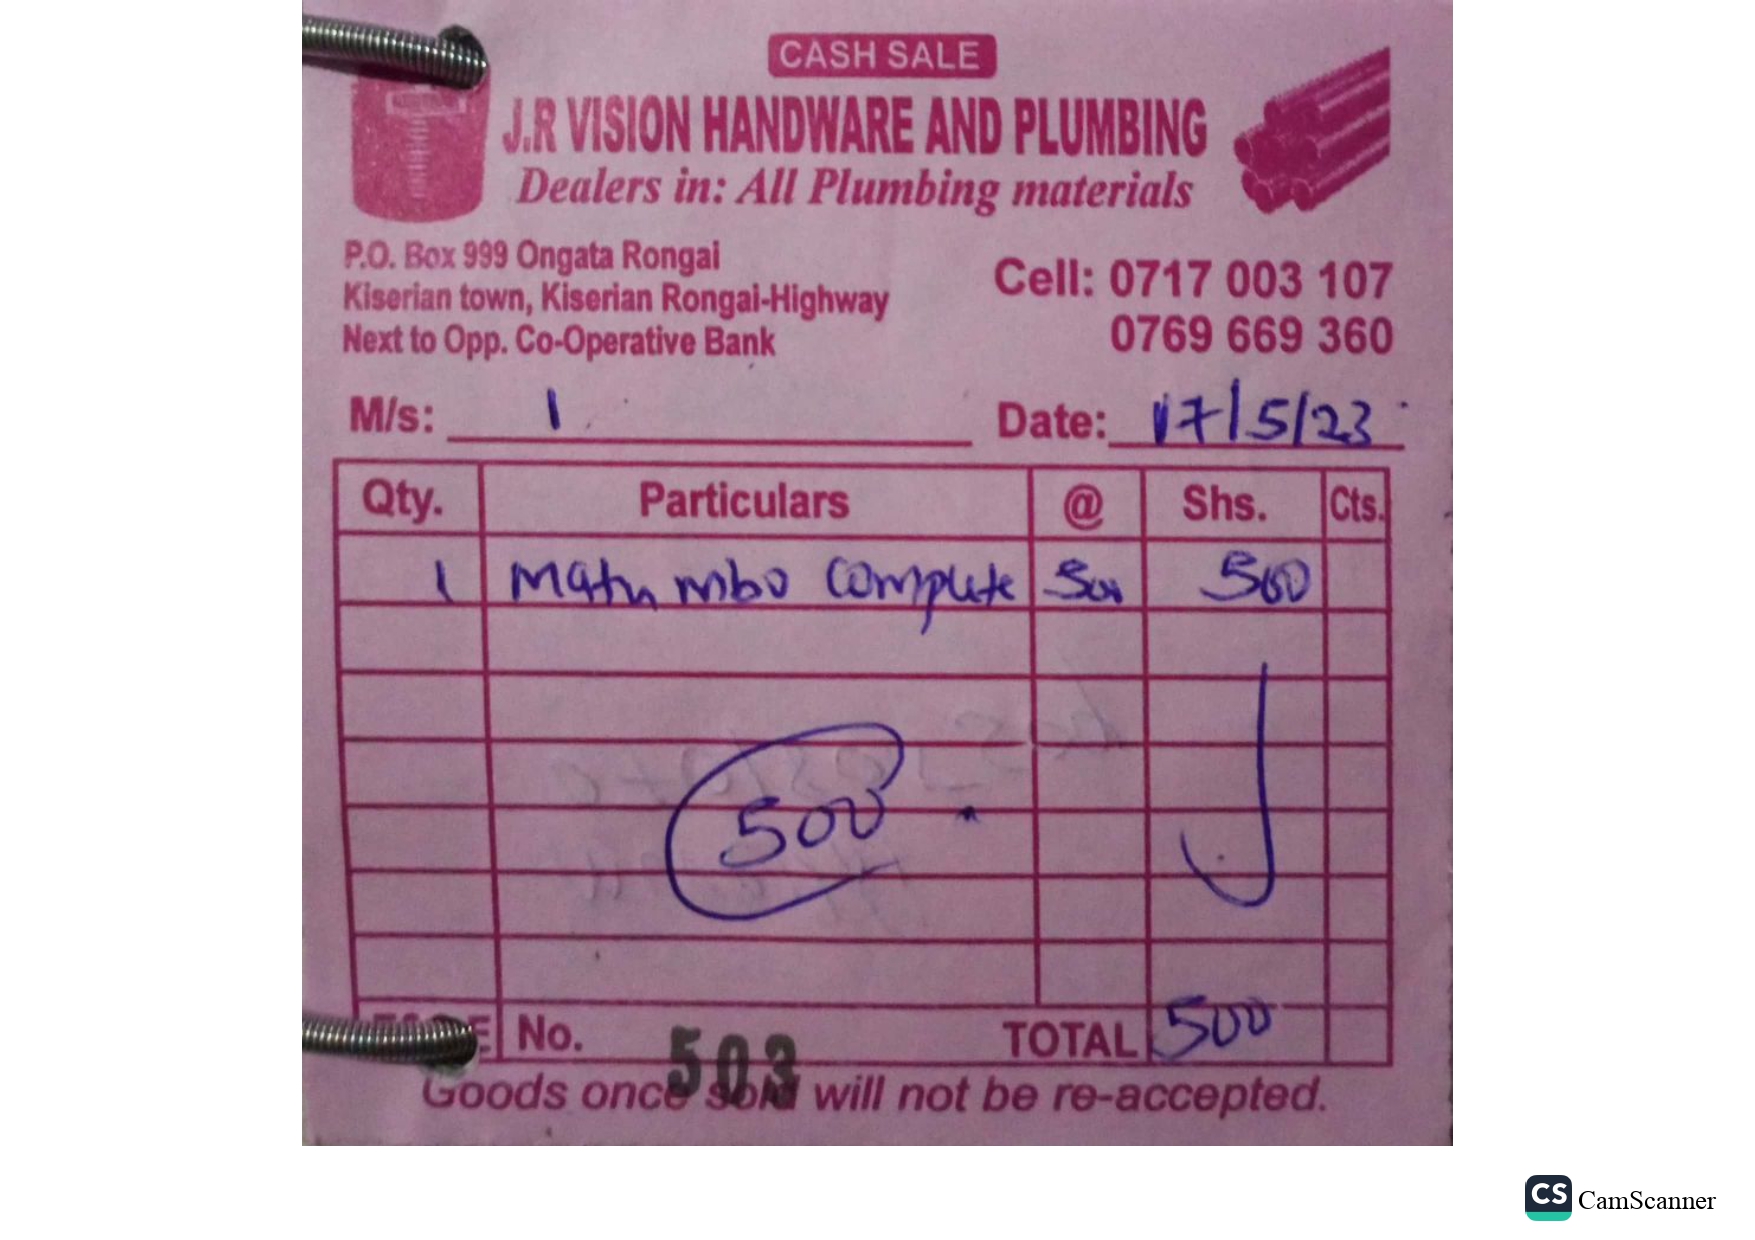 CASH SALE
J.R VISION HANDWARE AND PLUMBING
Dealers in: All Plumbing materials
P.O. Box 999 Ongata Rongai
Kiserian town, Kiserian Rongai-Highway
Next to Opp. Co-Operative Bank
Cell: 0717 003 107
0769 669 360
M/s: 1 Date: 17/5/23
Qty. Particulars @ Shs. Cts.
1 Matumbo Complete 500 500
500
No. 503 TOTAL 500
Goods once sold will not be re-accepted.
CS CamScanner